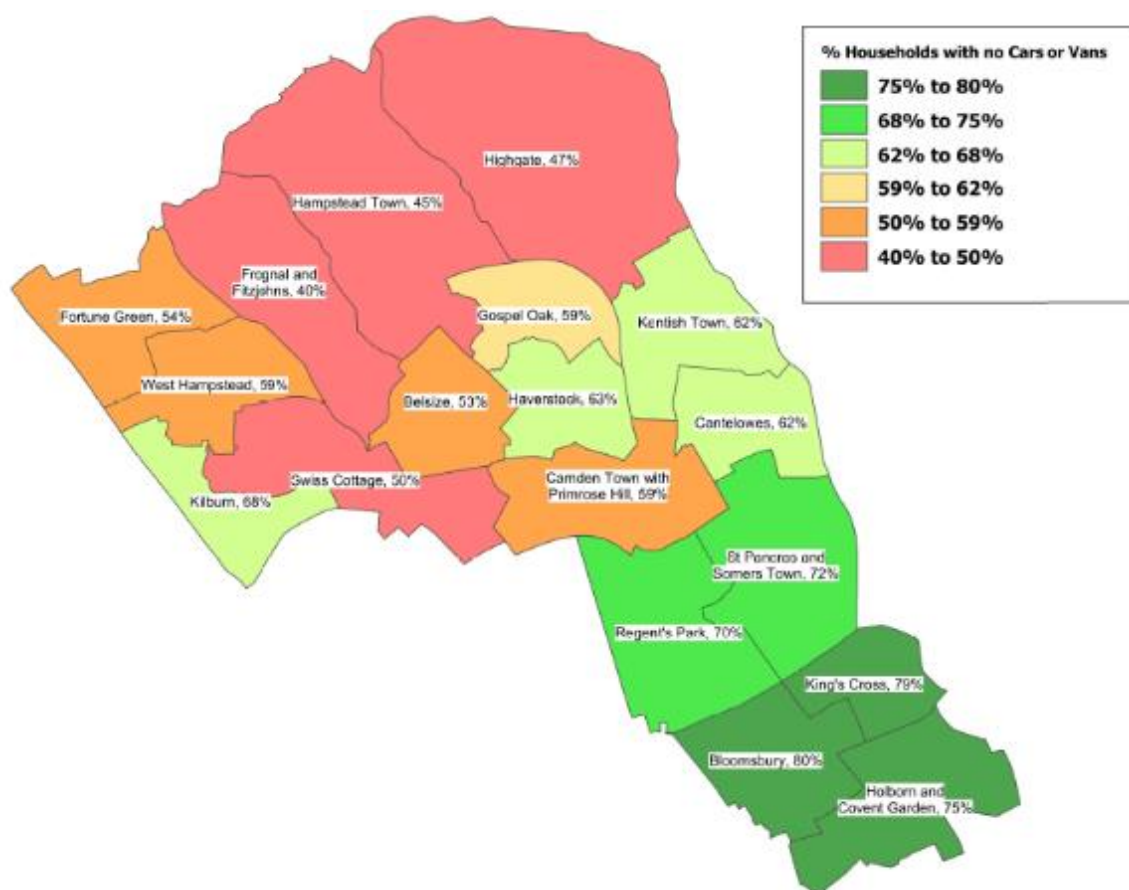 % Households with no Cars or Vans
75% to 80%
68% to 75%
62% to 68%
59% to 62%
50% to 59%
40% to 50%
Highgate, 47%
Hampstead Town, 45%
Frognal and
Fitzjohns, 40%
Fortune Green, 54%
Gospel Oak, 59%
Kentish Town, 62%
West Hampstead, 59%
Belsize, 53%
Haverstock, 63%
Cantelowes, 62%
Swiss Cottage, 50%
Camden Town with
Primrose Hill, 59%
Kilburn, 68%
St Pancras and
Somers Town, 72%
Regent's Park, 70%
King's Cross, 79%
Bloomsbury, 80%
Holborn and
Covent Garden, 75%